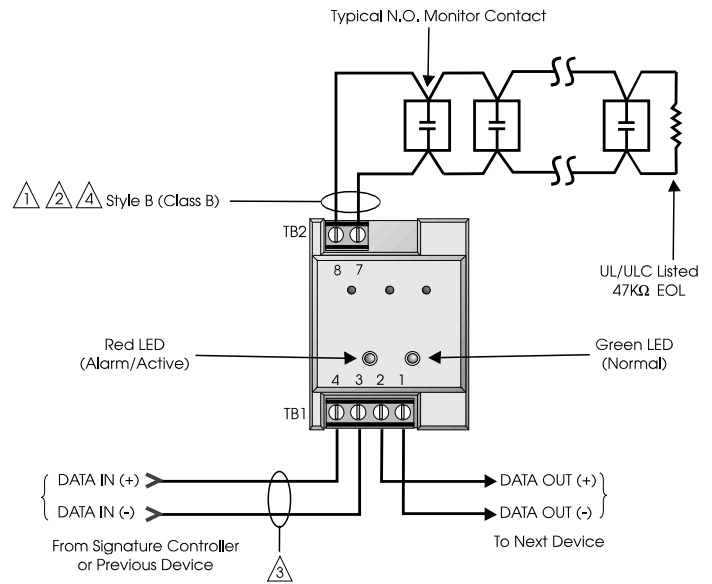 Typical N.O. Monitor Contact
1 2 4 Style B (Class B)
TB2
8 7
UL/ULC Listed
47KΩ EOL
Red LED
(Alarm/Active)
Green LED
(Normal)
4 3 2 1
TB1
DATA IN (+)
DATA OUT (+)
DATA IN (-)
DATA OUT (-)
From Signature Controller
or Previous Device
To Next Device
3